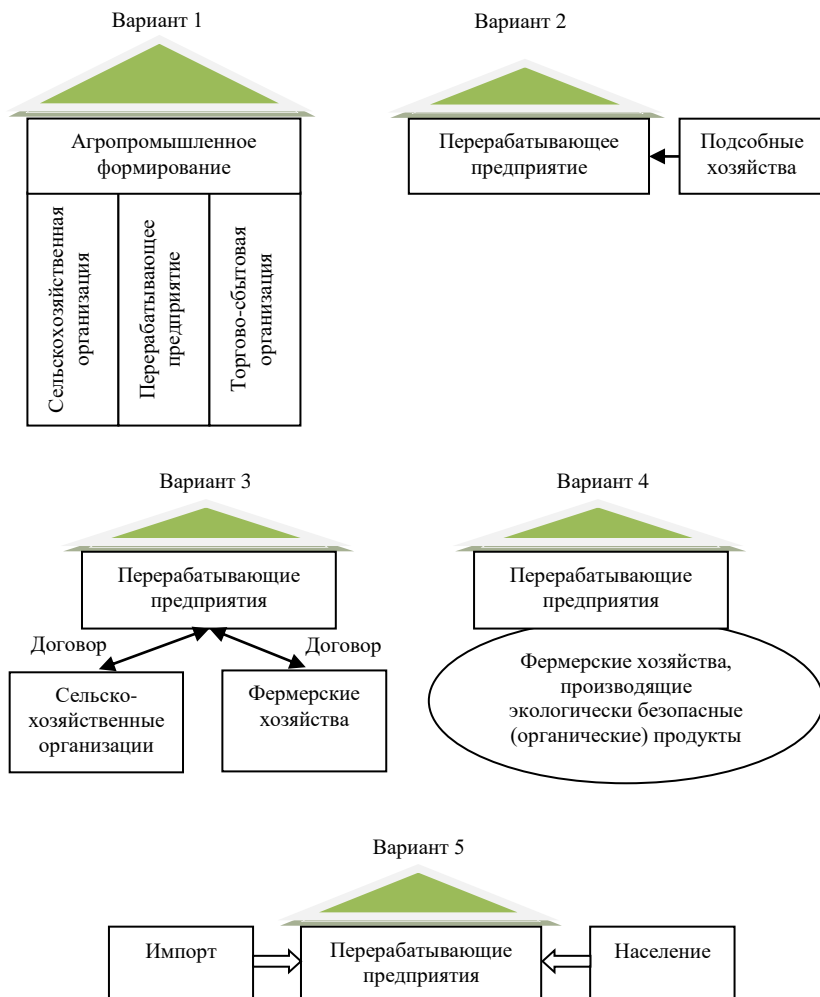 Вариант 1
Агропромышленное
формирование
Сельскохозяйственная
организация
Перерабатывающее
предприятие
Торгово-сбытовая
организация
Вариант 2
Перерабатывающее
предприятие
Подсобные
хозяйства
Вариант 3
Перерабатывающие
предприятия
Договор
Договор
Сельско-
хозяйственные
организации
Фермерские
хозяйства
Вариант 4
Перерабатывающие
предприятия
Фермерские хозяйства,
производящие
экологически безопасные
(органические) продукты
Вариант 5
Импорт
Перерабатывающие
предприятия
Население